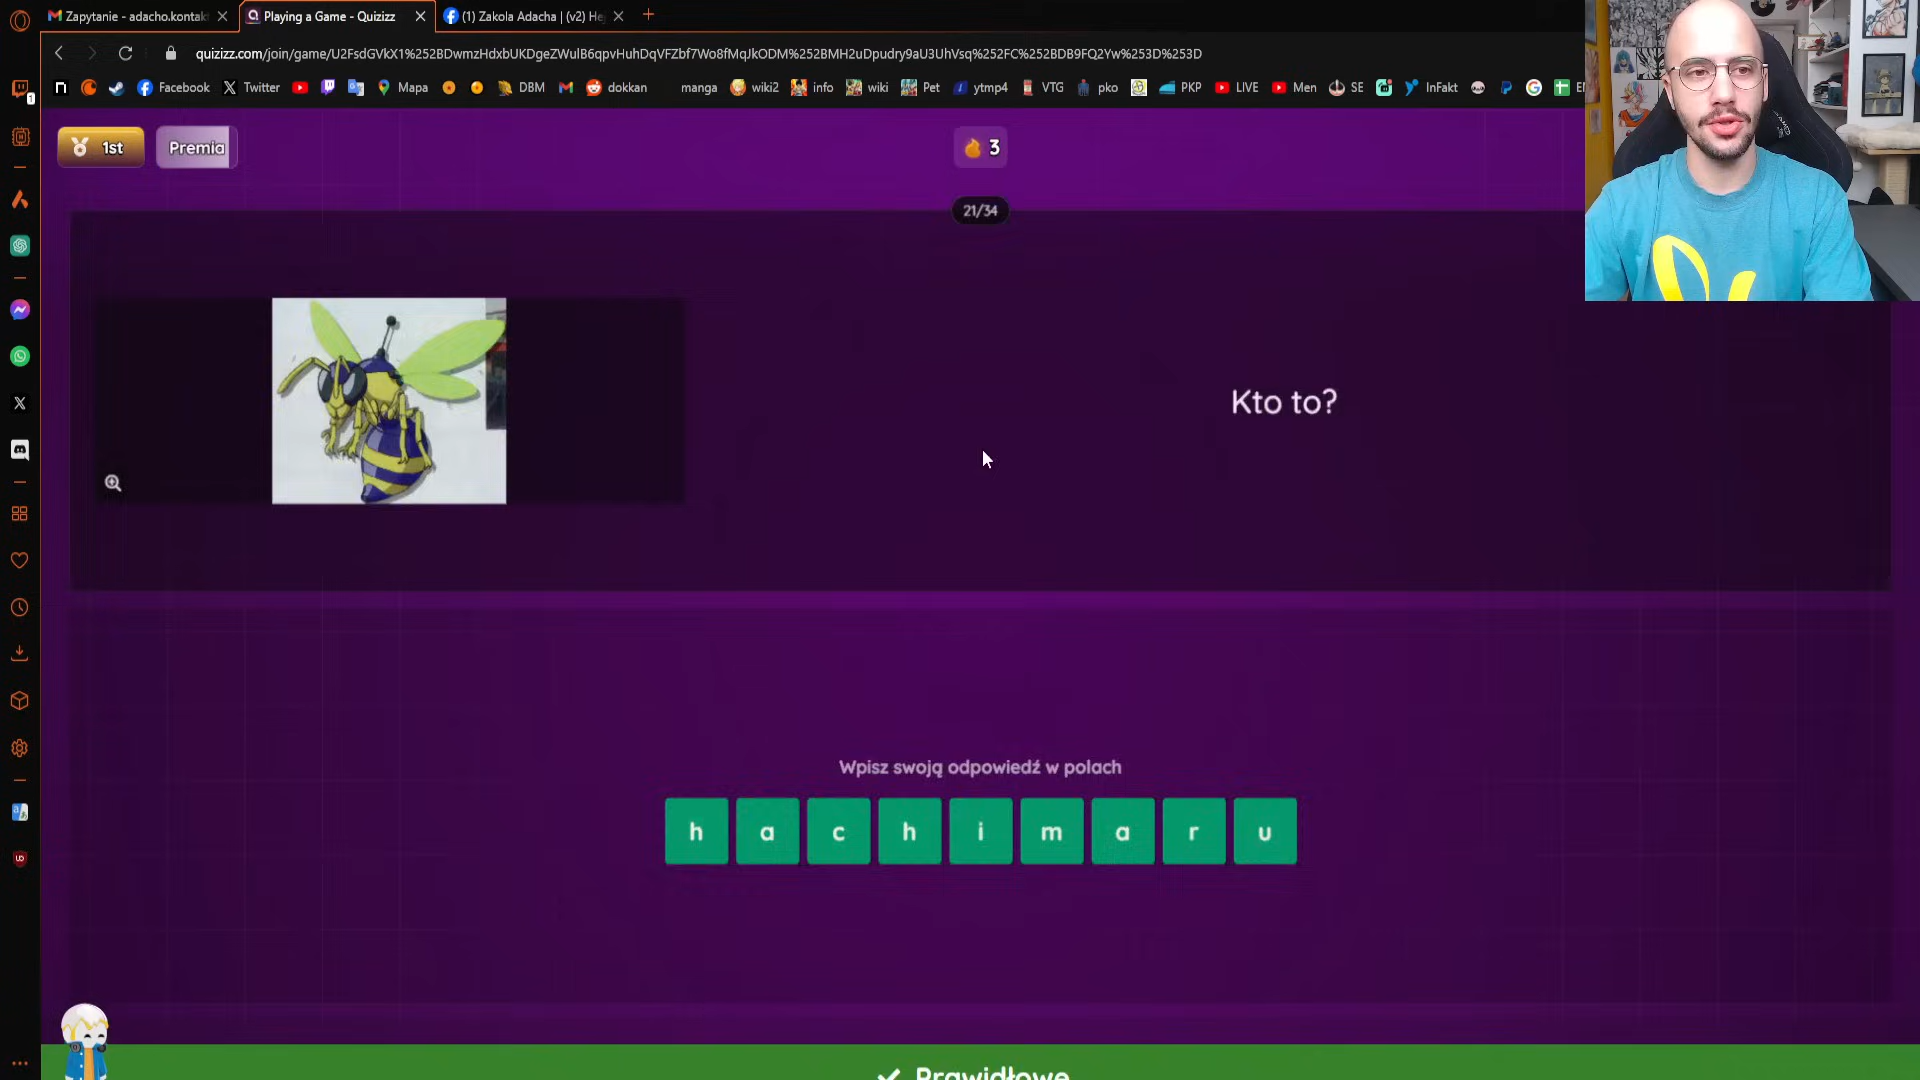 Zapytanie - adacho.kontak
Playing a Game - Quizizz
(1) Zakola Adacha | (v2) He
quizizz.com/join/game/U2FsdGVkX1%252BDwmzHdxbUKDgeZWulB6qpvHuhDqVFZbf7Wo8fMqJkODM%252BMH2uDpudry9aU3UhVsq%252FC%252BDB9FQ2Yw%253D%253D
Facebook Twitter Mapa DBM dokkan manga wiki2 info wiki Pet ytmp4 VTG pko PKP LIVE Men SE InFakt
1
1st Premia 3
21/34
Kto to?
Wpisz swoją odpowiedź w polach
h a c h i m a r u
Prawidłowe